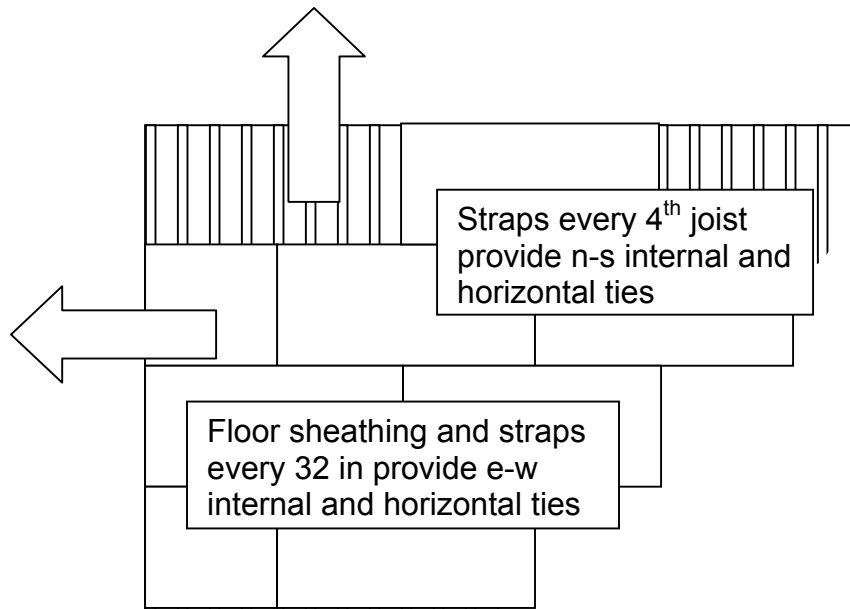 Straps every 4th joist
provide n-s internal and
horizontal ties
Floor sheathing and straps
every 32 in provide e-w
internal and horizontal ties